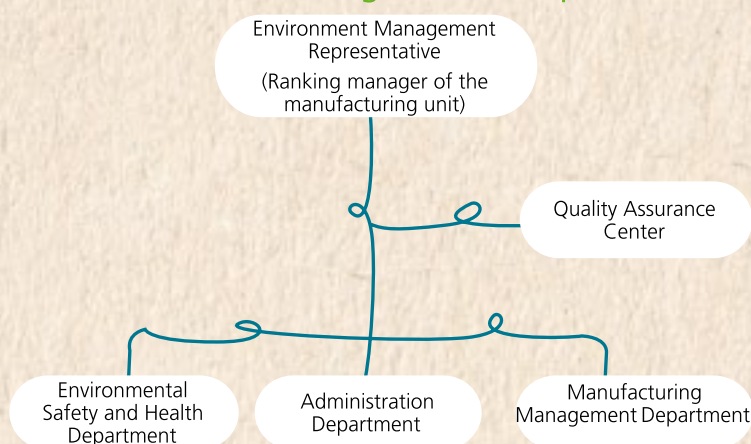 Environment Management
Representative
(Ranking manager of the
manufacturing unit)
Quality Assurance
Center
Environmental
Safety and Health
Department
Administration
Department
Manufacturing
Management Department